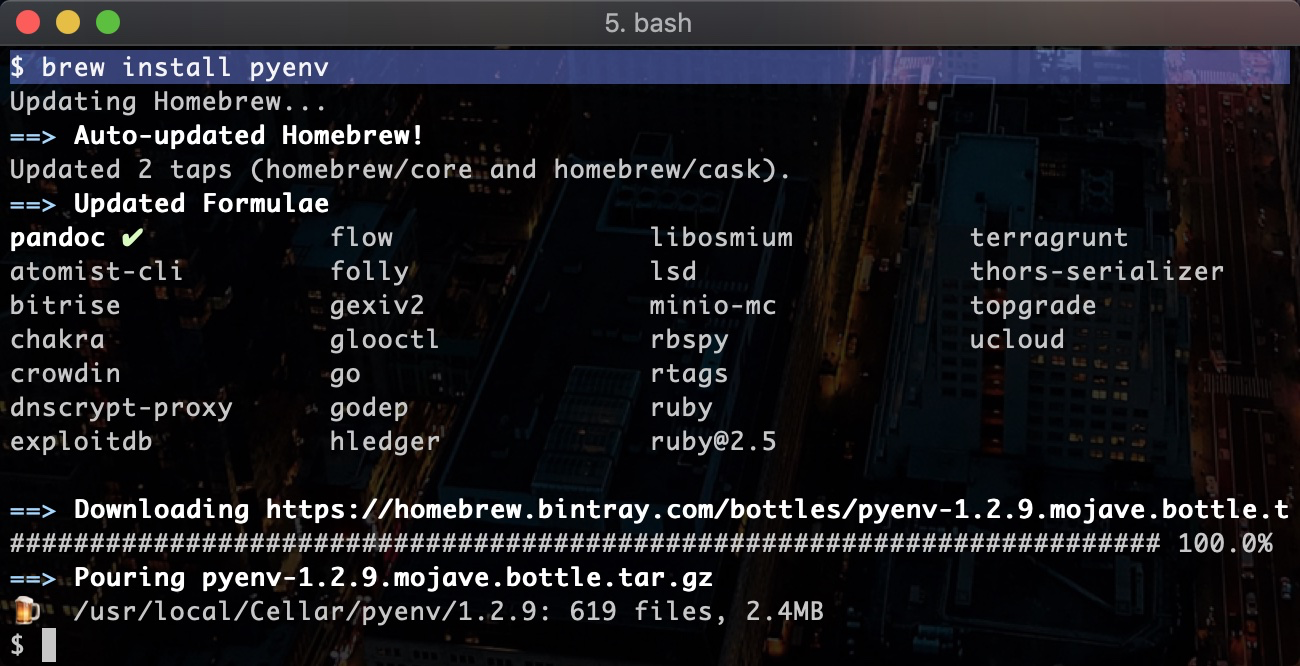 5. bash
$ brew install pyenv
Updating Homebrew...
==> Auto-updated Homebrew!
Updated 2 taps (homebrew/core and homebrew/cask).
==> Updated Formulae
pandoc ✔ flow libosmium terragrunt
atomist-cli folly lsd thors-serializer
bitrise gexiv2 minio-mc topgrade
chakra glooctl rbspy ucloud
crowdin go rtags
dnscrypt-proxy godep ruby
exploitdb hledger ruby@2.5
==> Downloading https://homebrew.bintray.com/bottles/pyenv-1.2.9.mojave.bottle.t
######################################################################## 100.0%
==> Pouring pyenv-1.2.9.mojave.bottle.tar.gz
🍺 /usr/local/Cellar/pyenv/1.2.9: 619 files, 2.4MB
$